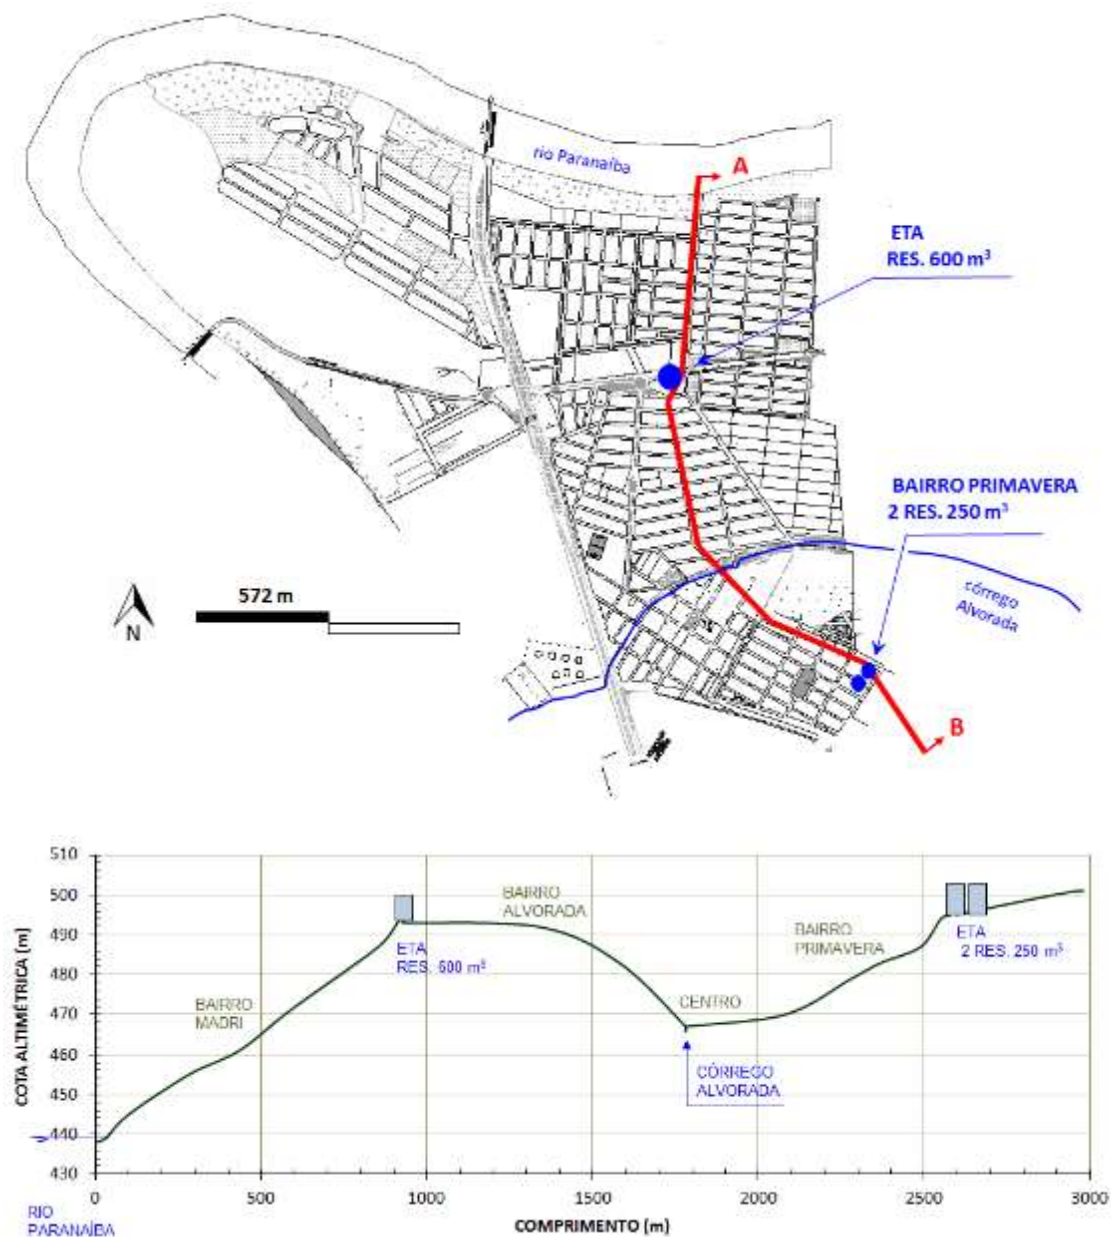 rio Paranaíba
A
ETA
RES. 600 m³
BAIRRO PRIMAVERA
2 RES. 250 m³
572 m
N
córrego
Alvorada
B
COTA ALTIMÉTRICA (m)
510
500
490
480
470
460
450
440
430
BAIRRO
MADRI
ETA
RES. 600 m³
BAIRRO
ALVORADA
CENTRO
CÓRREGO
ALVORADA
BAIRRO
PRIMAVERA
ETA
2 RES. 250 m³
0
500
1000
1500
2000
2500
3000
RIO
PARANAÍBA
COMPRIMENTO (m)